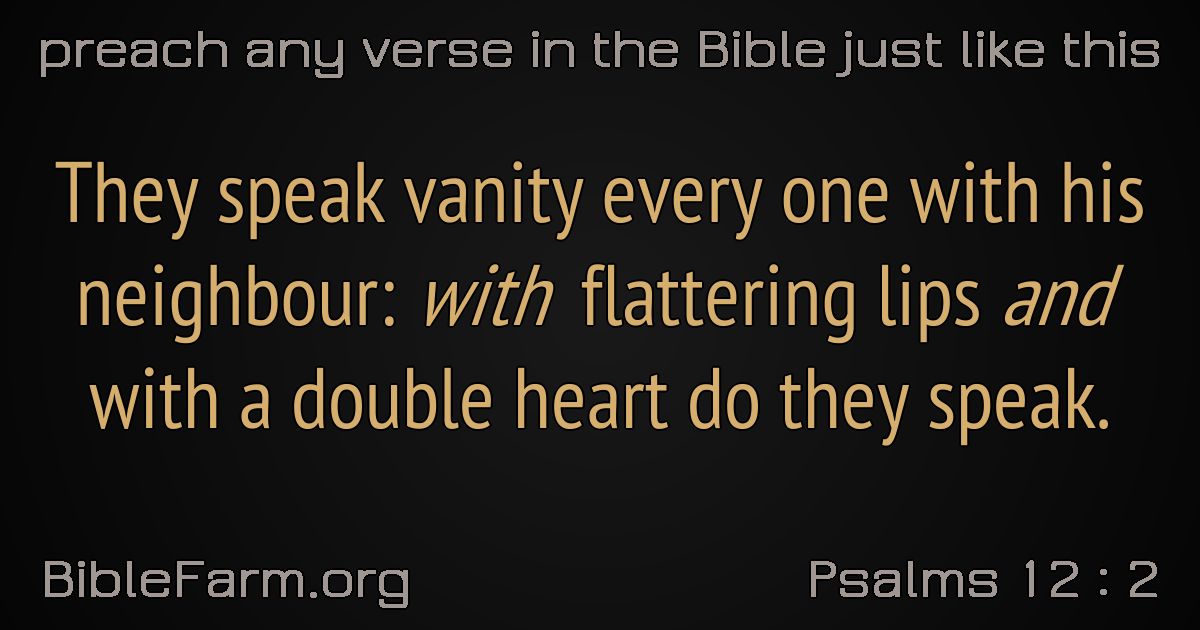 preach any verse in the Bible just like this
They speak vanity every one with his
neighbour: with flattering lips and
with a double heart do they speak.
BibleFarm.org
Psalms 12 : 2